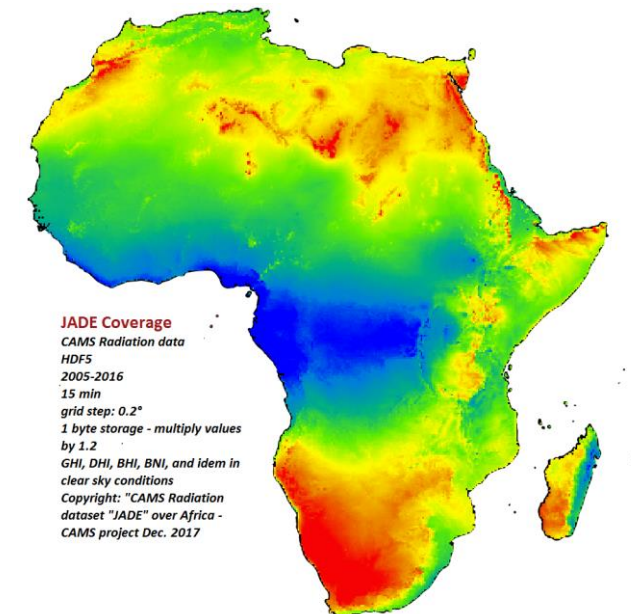 JADE Coverage
CAMS Radiation data
HDF5
2005-2016
15 min
grid step: 0.2°
1 byte storage - multiply values
by 1.2
GHI, DHI, BHI, BNI, and idem in
clear sky conditions
Copyright: "CAMS Radiation
dataset "JADE" over Africa -
CAMS project Dec. 2017